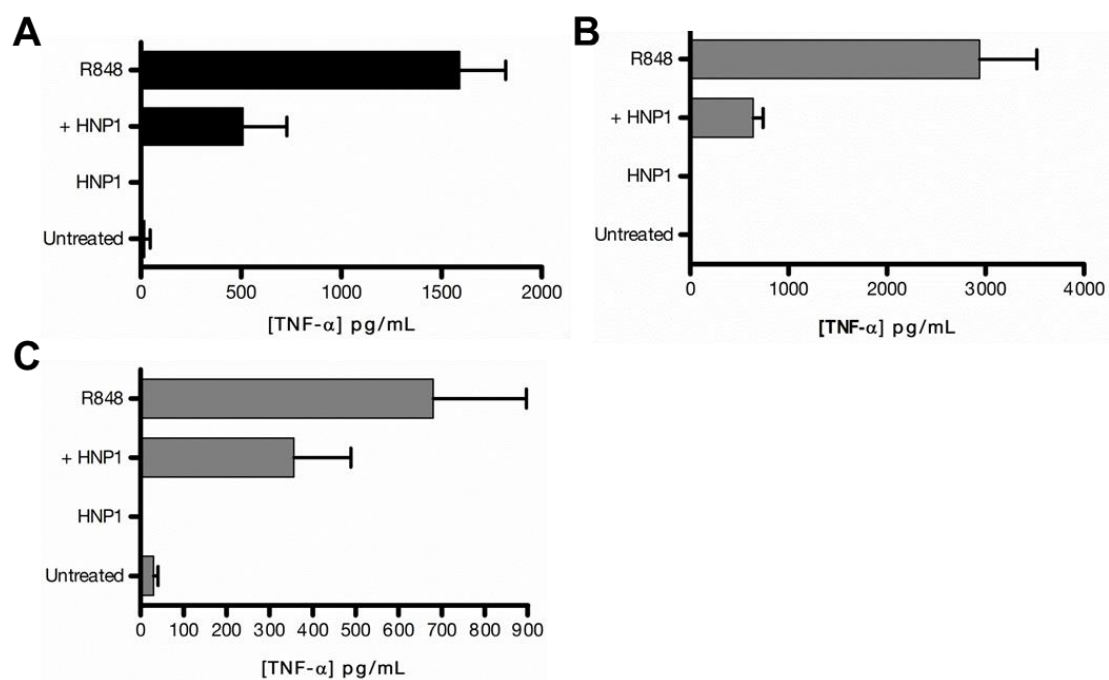 A
R848
+ HNP1
HNP1
Untreated
0 500 1000 1500 2000
[TNF-α] pg/mL
B
R848
+ HNP1
HNP1
Untreated
0 1000 2000 3000 4000
[TNF-α] pg/mL
C
R848
+ HNP1
HNP1
Untreated
0 100 200 300 400 500 600 700 800 900
[TNF-α] pg/mL